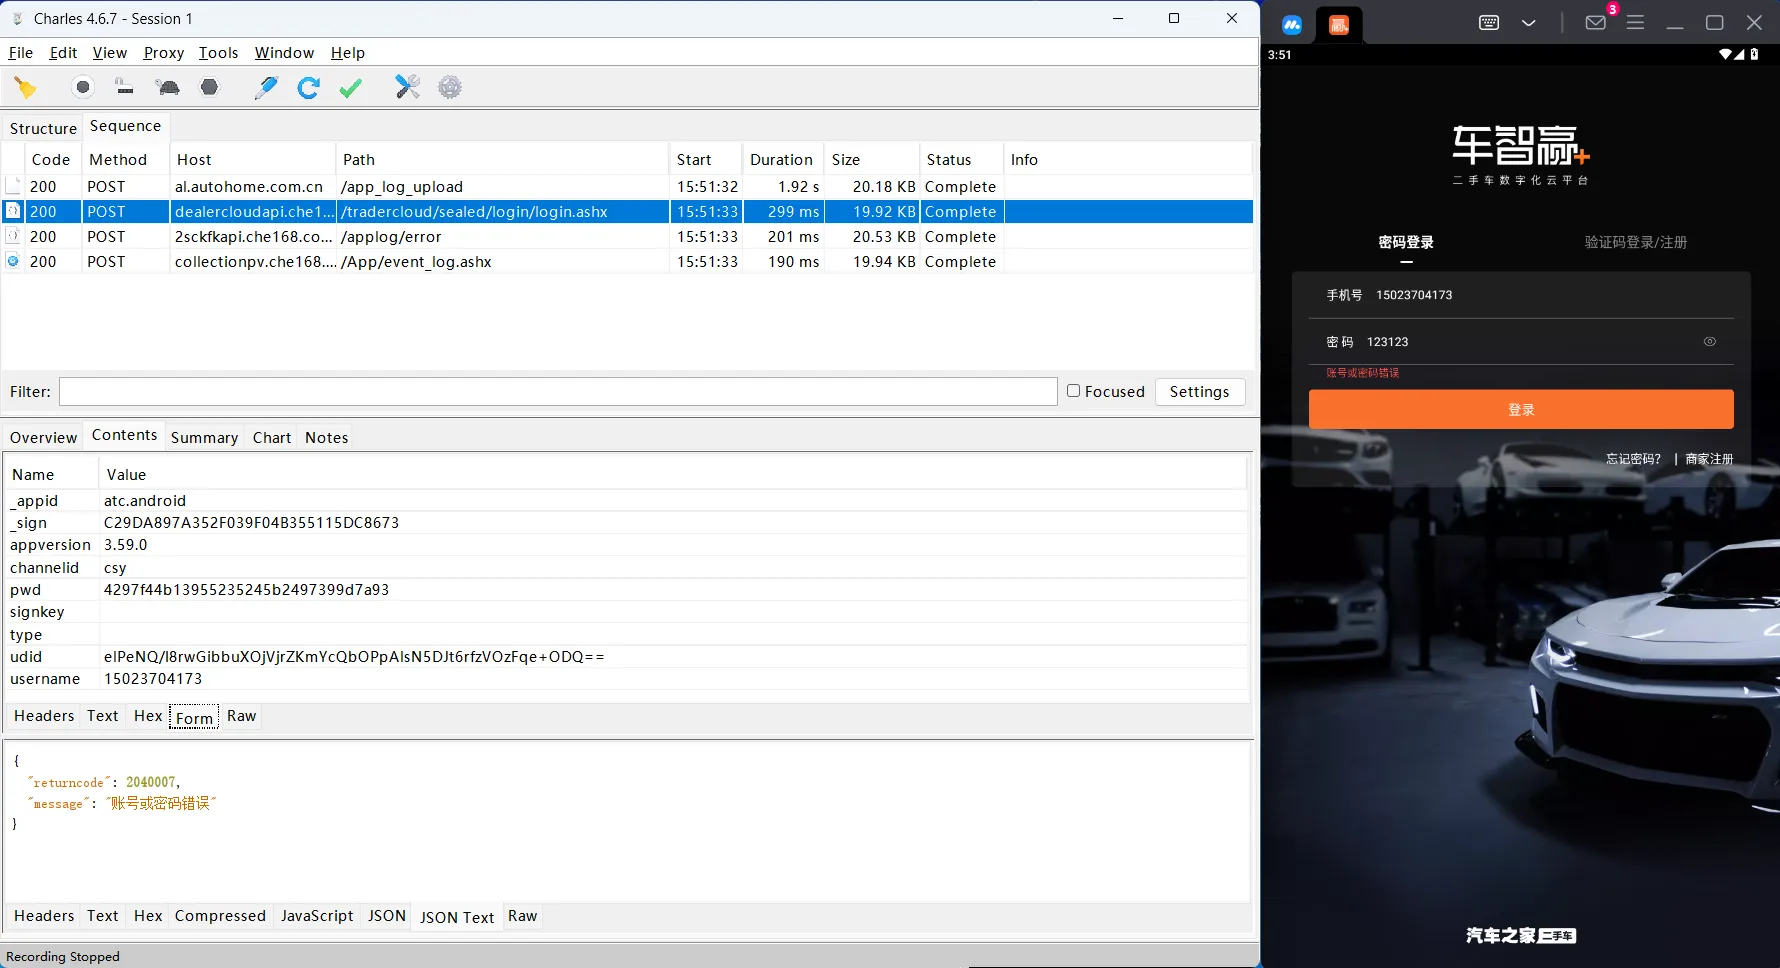 Charles 4.6.7 - Session 1
File Edit View Proxy Tools Window Help
Structure Sequence
Code Method Host Path Start Duration Size Status Info
200 POST al.autohome.com.cn /app_log_upload 15:51:32 1.92 s 20.18 KB Complete
200 POST dealercloudapi.che1... /tradercloud/sealed/login/login.ashx 15:51:33 299 ms 19.92 KB Complete
200 POST 2sckfkapi.che168.co... /applog/error 15:51:33 201 ms 20.53 KB Complete
200 POST collectionpv.che168.... /App/event_log.ashx 15:51:33 190 ms 19.94 KB Complete
Filter: Focused Settings
Overview Contents Summary Chart Notes
Name Value
_appid atc.android
_sign C29DA897A352F039F04B355115DC8673
appversion 3.59.0
channelid csy
pwd 4297f44b13955235245b2497399d7a93
signkey
type
udid elPeNQ/l8rwGibbuXOjVjrZKmYcQbOPpAlsN5DJt6rfzVOzFqe+ODQ==
username 15023704173
Headers Text Hex Form Raw
{
"returncode": 2040007,
"message": "账号或密码错误"
}
Headers Text Hex Compressed JavaScript JSON JSON Text Raw
Recording Stopped
3
3:51
车智赢+
二手车数字化云平台
密码登录 验证码登录/注册
手机号 15023704173
密码 123123
账号或密码错误
登录
忘记密码? | 商家注册
汽车之家 二手车